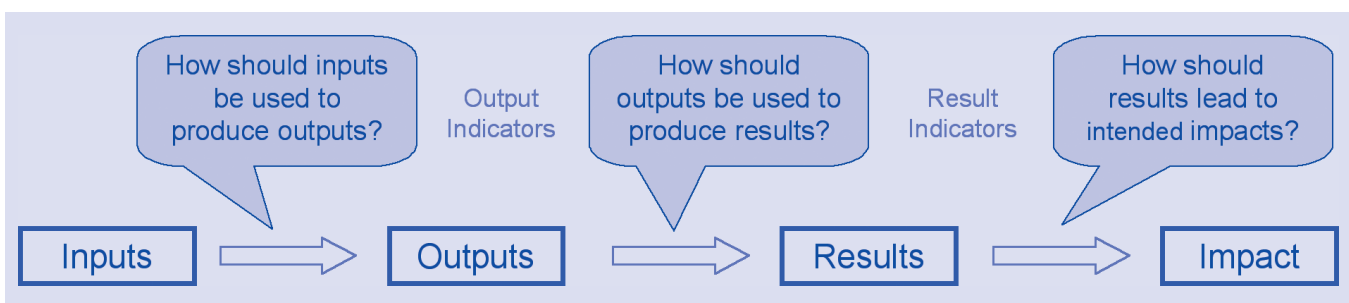 How should inputs
be used to
produce outputs?
Output
Indicators
How should
outputs be used to
produce results?
Result
Indicators
How should
results lead to
intended impacts?
Inputs
Outputs
Results
Impact